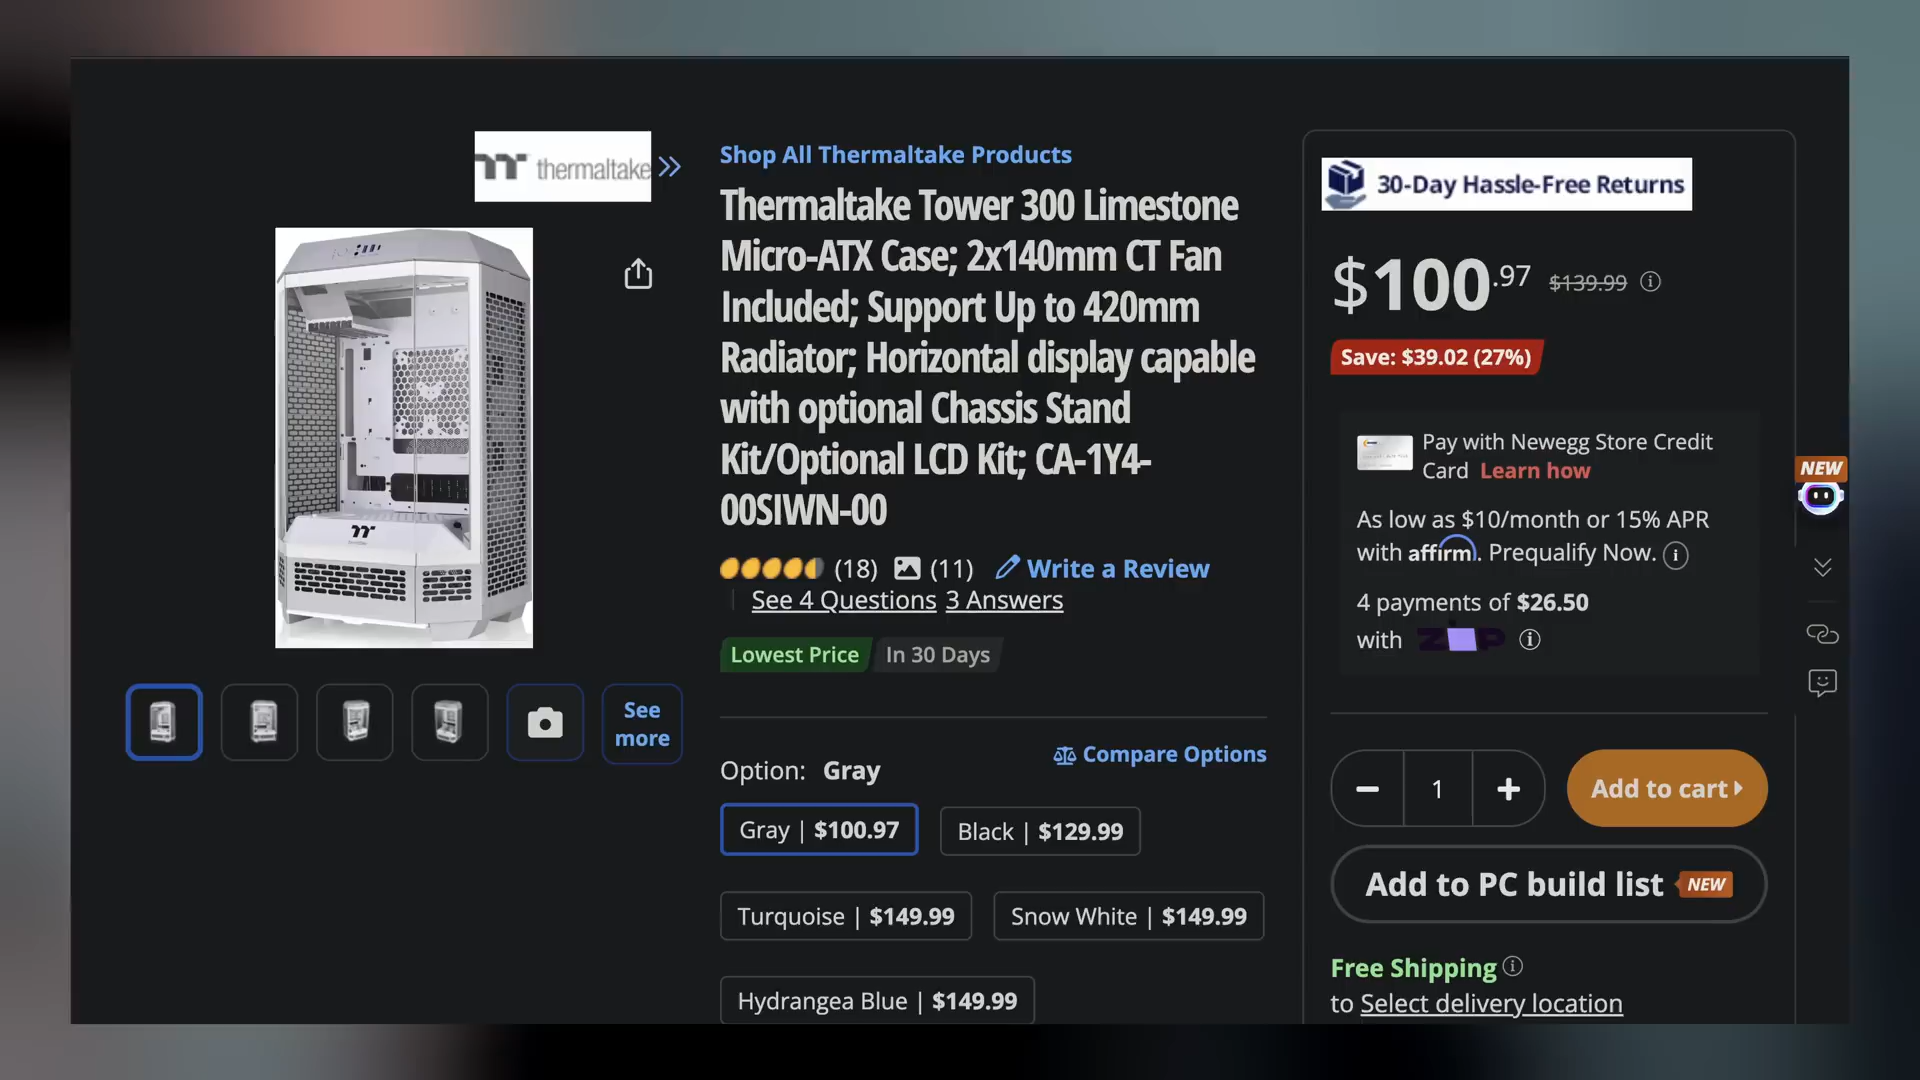 thermaltake
Shop All Thermaltake Products
Thermaltake Tower 300 Limestone
Micro-ATX Case; 2x140mm CT Fan
Included; Support Up to 420mm
Radiator; Horizontal display capable
with optional Chassis Stand
Kit/Optional LCD Kit; CA-1Y4-
00SIWN-00
(18) (11) Write a Review
See 4 Questions 3 Answers
Lowest Price In 30 Days
See
more
Option: Gray
Compare Options
Gray | $100.97
Black | $129.99
Turquoise | $149.99
Snow White | $149.99
Hydrangea Blue | $149.99
30-Day Hassle-Free Returns
$100.97 $139.99
Save: $39.02 (27%)
Pay with Newegg Store Credit
Card Learn how
As low as $10/month or 15% APR
with affirm. Prequalify Now.
4 payments of $26.50
with ZIP
1
Add to cart
Add to PC build list NEW
Free Shipping
to Select delivery location
NEW